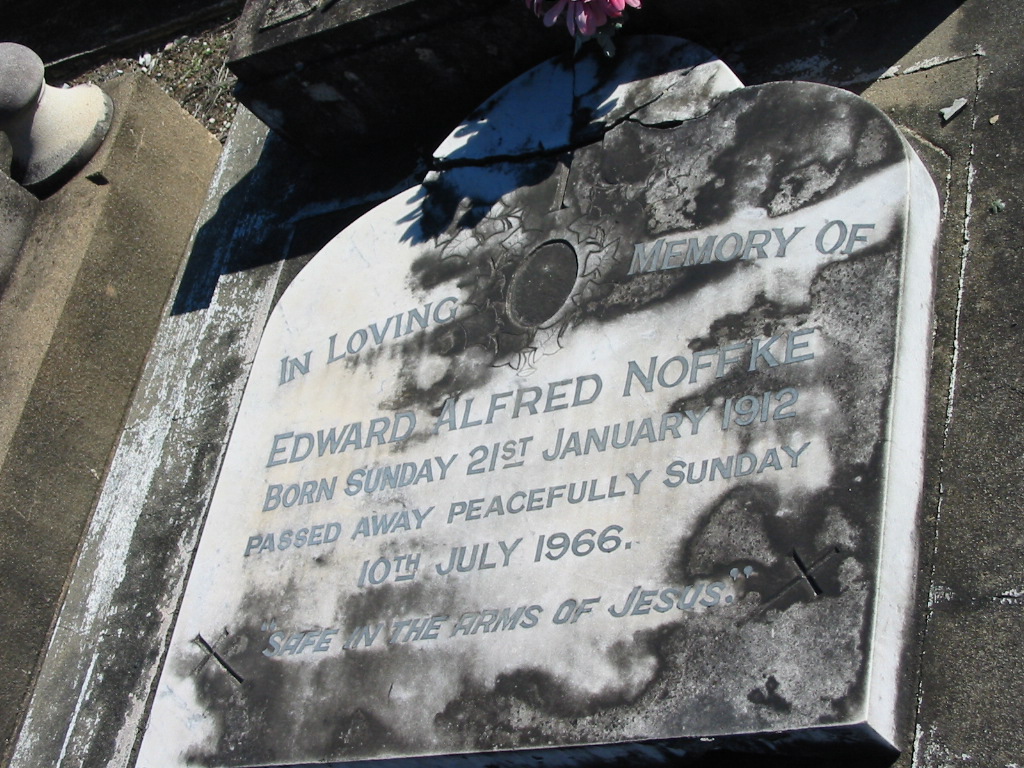 IN LOVING MEMORY OF
EDWARD ALFRED NOFFKE
BORN SUNDAY 21ST JANUARY 1912
PASSED AWAY PEACEFULLY SUNDAY
10TH JULY 1966.
"SAFE IN THE ARMS OF JESUS."